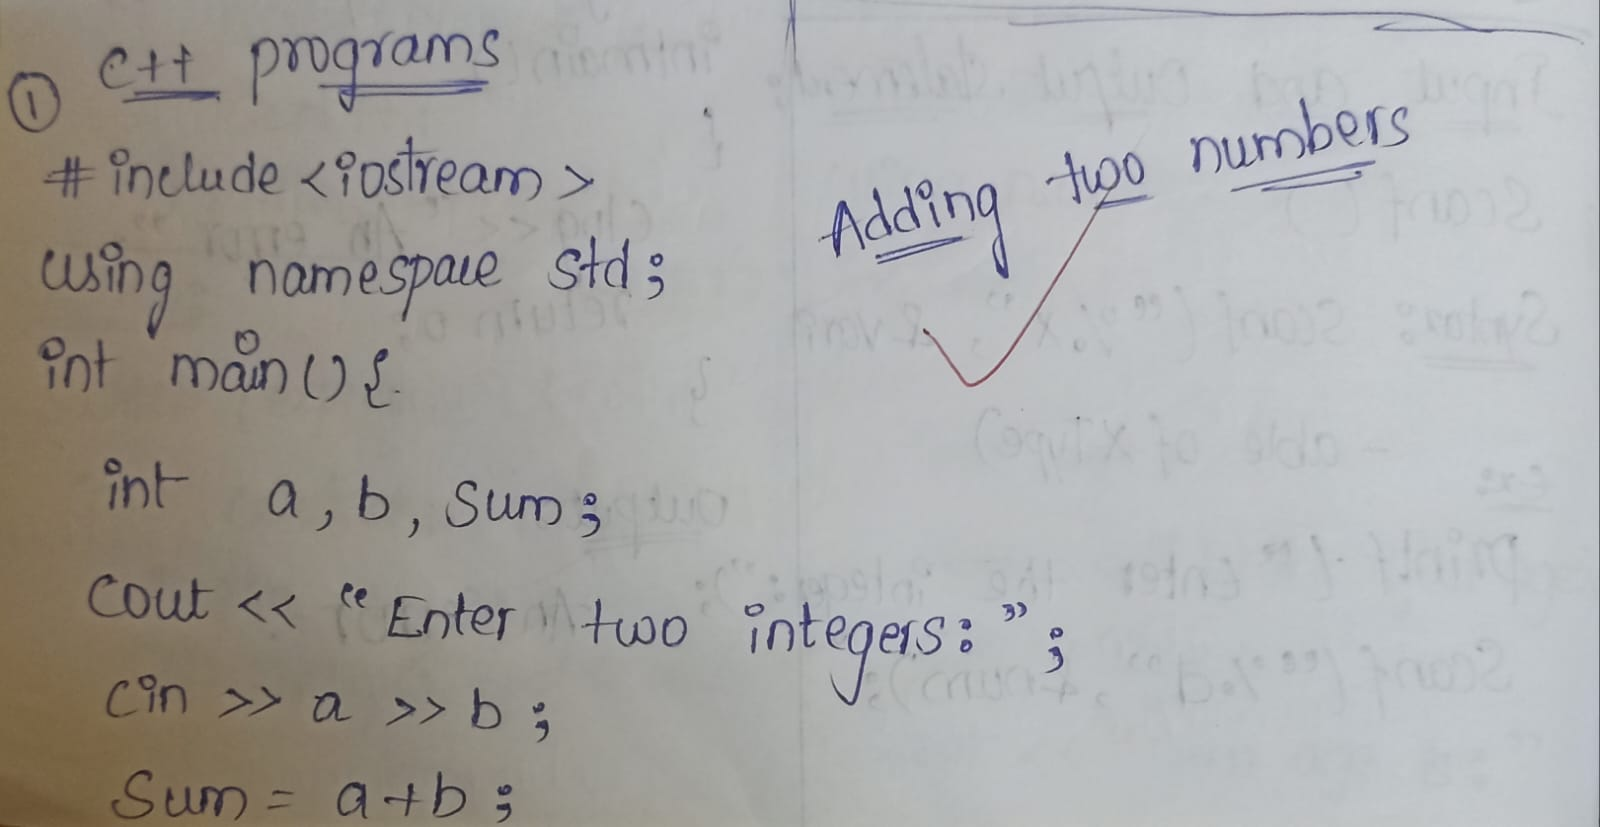 ① C++ programs
Adding two numbers
#include <iostream>
using namespace std;
int main() {
int a, b, Sum;
Cout << "Enter two integers:";
Cin >> a >> b;
Sum = a+b;